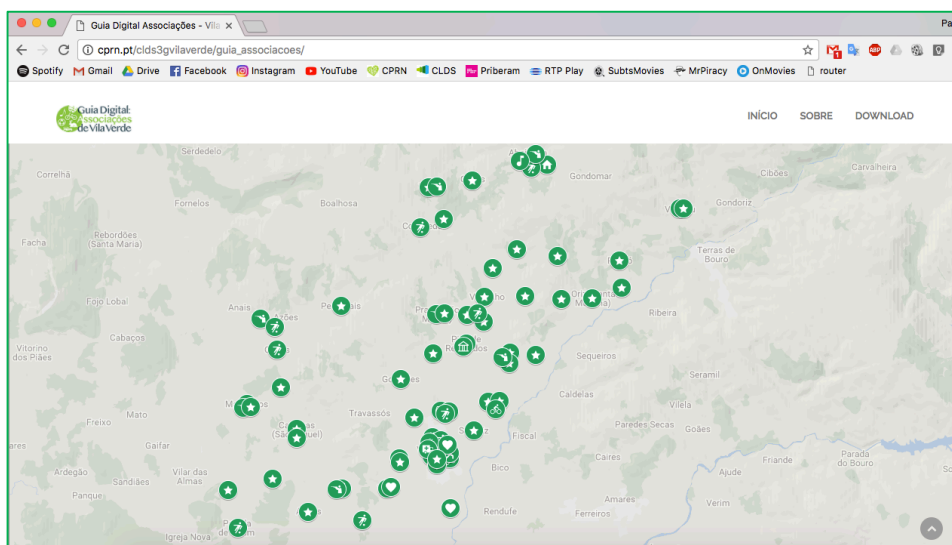 Guia Digital Associações - Vila
Pa
cprn.pt/clds3gvilaverde/guia_associacoes/
Spotify Gmail Drive Facebook Instagram YouTube CPRN CLDS Priberam RTP Play SubtsMovies MrPiracy OnMovies router
Guia Digital:
Associações
de Vila Verde
INÍCIO SOBRE DOWNLOAD
Serdedelo
Correlhã
Gondomar
Cibões
Carvalheira
Fornelos
Boalhosa
Gondoriz
Rebordões
(Santa Maria)
Facha
Terras de
Bouro
Fojo Lobal
Anais
Ribeira
Cabaços
Vitorino
dos Piães
Sequeiros
Seramil
Caldelas
Mato
Travassós
Vilela
Freixo
Paredes Secas
Goães
Gaifar
Fiscal
Caires
Friande
Parada
do Bouro
Ardegão
Vilar das
Almas
Bico
Ajude
Sandiães
Panque
Amares
Rendufe
Verim
Ferreiros
Igreja Nova